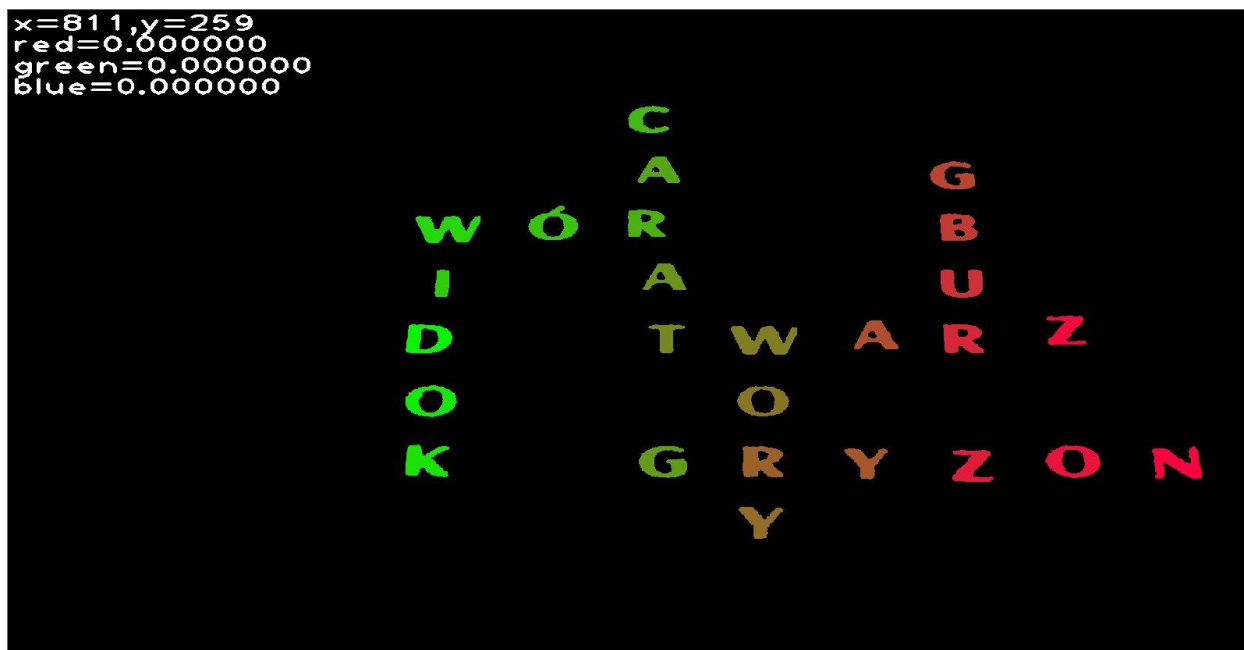 x=811,y=259
red=0.000000
green=0.000000
blue=0.000000
C
A G
W Ó R B
I A U
D T W A R Z
O O
K G R Y Z O N
Y